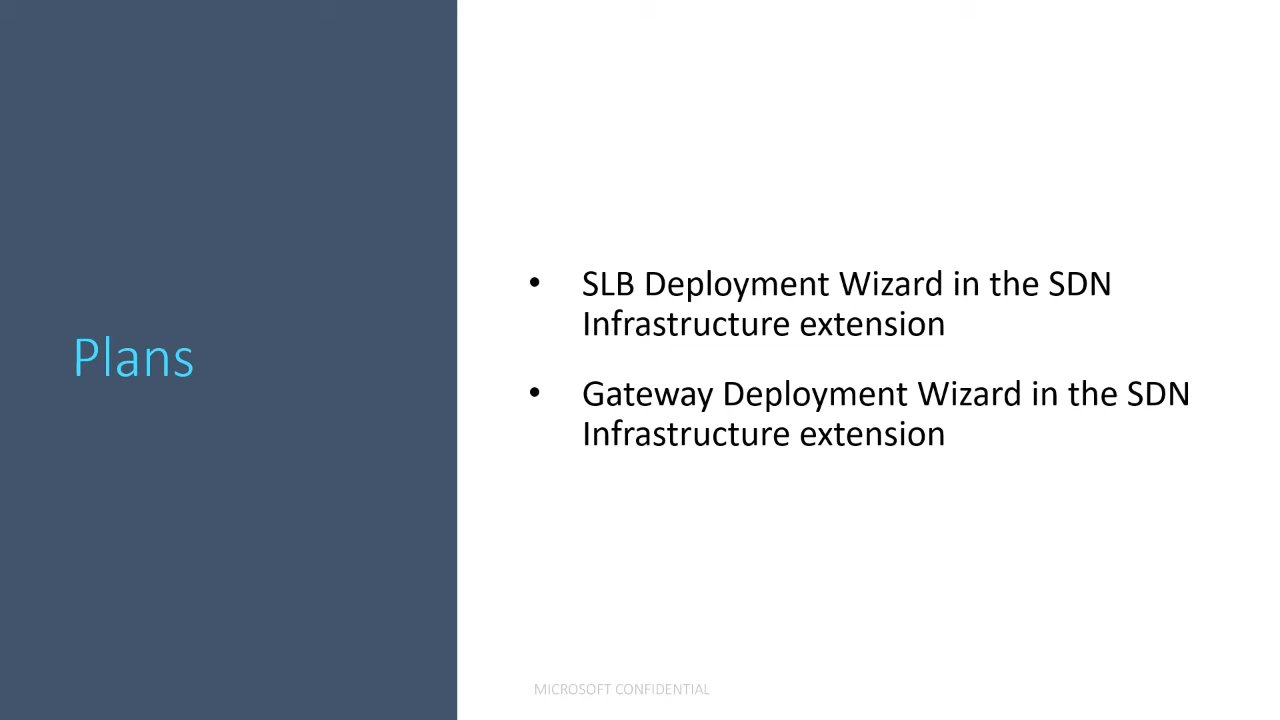 Plans
• SLB Deployment Wizard in the SDN
Infrastructure extension
• Gateway Deployment Wizard in the SDN
Infrastructure extension
MICROSOFT CONFIDENTIAL